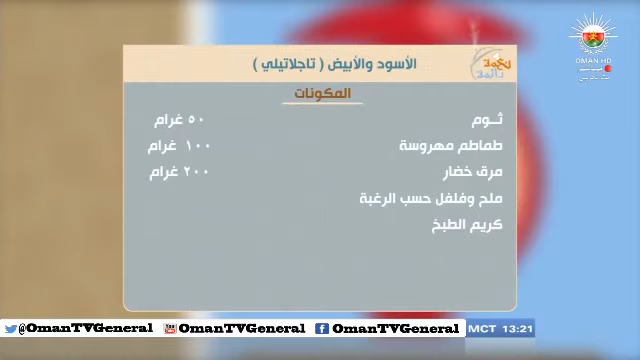 OMAN HD
الأسود والأبيض ( تاجلاتيلي )
المكونات
ثــوم ٥٠ غرام
طماطم مهروسة ١٠٠ غرام
مرق خضار ٢٠٠ غرام
ملح وفلفل حسب الرغبة
كريم الطبخ
@OmanTVGeneral OmanTVGeneral OmanTVGeneral MCT 13:21